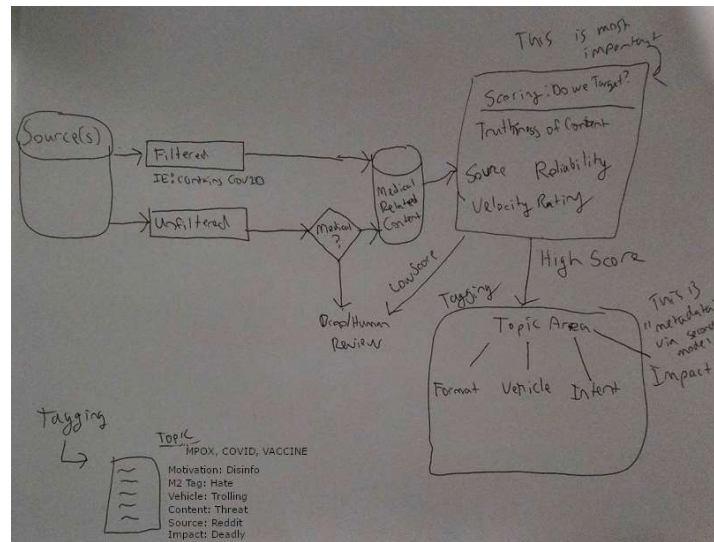 This is most
important
Scoring: Do we Target?
Truthness of Content
Source Reliability
Velocity Rating
Source(s)
Filtered
IE: contains COVID
Unfiltered
Medical
?
Medical
Related
Content
Low Score
High Score
Drop/Human
Review
Tagging
Topic Area
Format Vehicle Intent Impact
This is
"metadata"
via second
model
Tagging
Topic
MPOX, COVID, VACCINE
Motivation: Disinfo
M2 Tag: Hate
Vehicle: Trolling
Content: Threat
Source: Reddit
Impact: Deadly